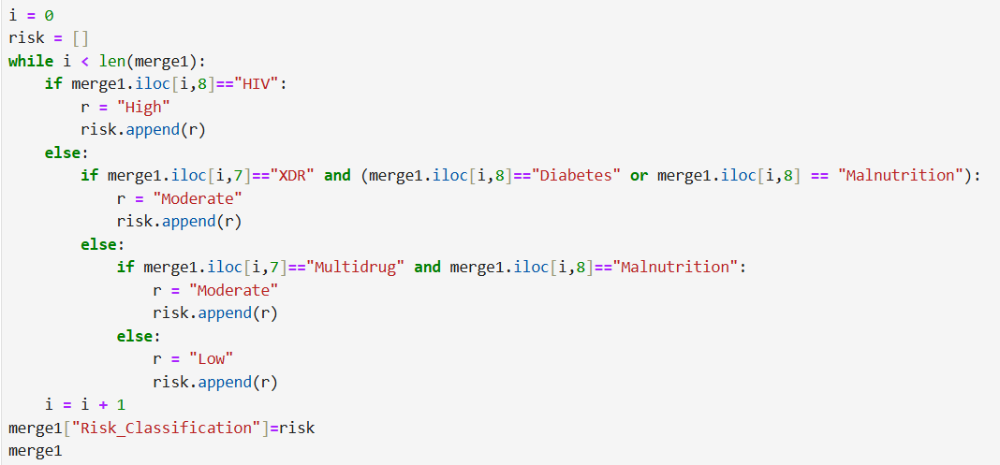 i = 0
risk = []
while i < len(merge1):
    if merge1.iloc[i,8]=="HIV":
        r = "High"
        risk.append(r)
    else:
        if merge1.iloc[i,7]=="XDR" and (merge1.iloc[i,8]=="Diabetes" or merge1.iloc[i,8] == "Malnutrition"):
            r = "Moderate"
            risk.append(r)
        else:
            if merge1.iloc[i,7]=="Multidrug" and merge1.iloc[i,8]=="Malnutrition":
                r = "Moderate"
                risk.append(r)
            else:
                r = "Low"
                risk.append(r)
    i = i + 1
merge1["Risk_Classification"]=risk
merge1